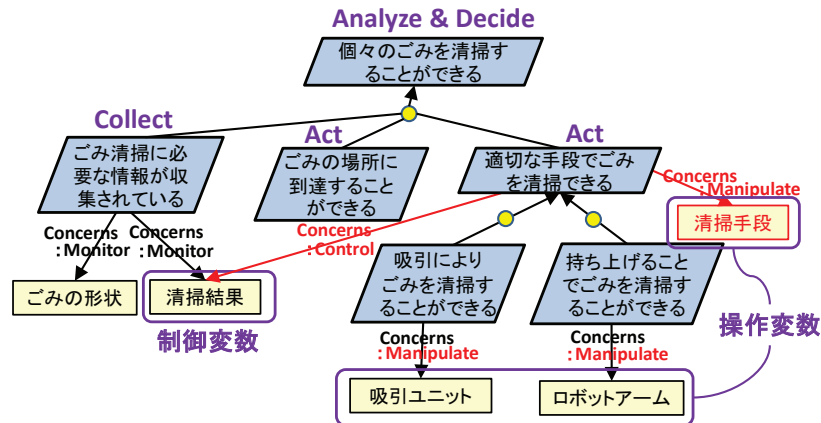 Analyze & Decide
個々のごみを清掃す
ることができる
Collect
Act
Act
ごみ清掃に必
要な情報が収
集されている
ごみの場所に
到達すること
ができる
適切な手段でごみ
を清掃できる
Concerns
:Manipulate
清掃手段
Concerns
:Monitor
Concerns
:Monitor
Concerns
:Control
吸引により
ごみを清掃す
ることができる
持ち上げること
でごみを清掃す
ることができる
ごみの形状
清掃結果
制御変数
操作変数
Concerns
:Manipulate
Concerns
:Manipulate
吸引ユニット
ロボットアーム